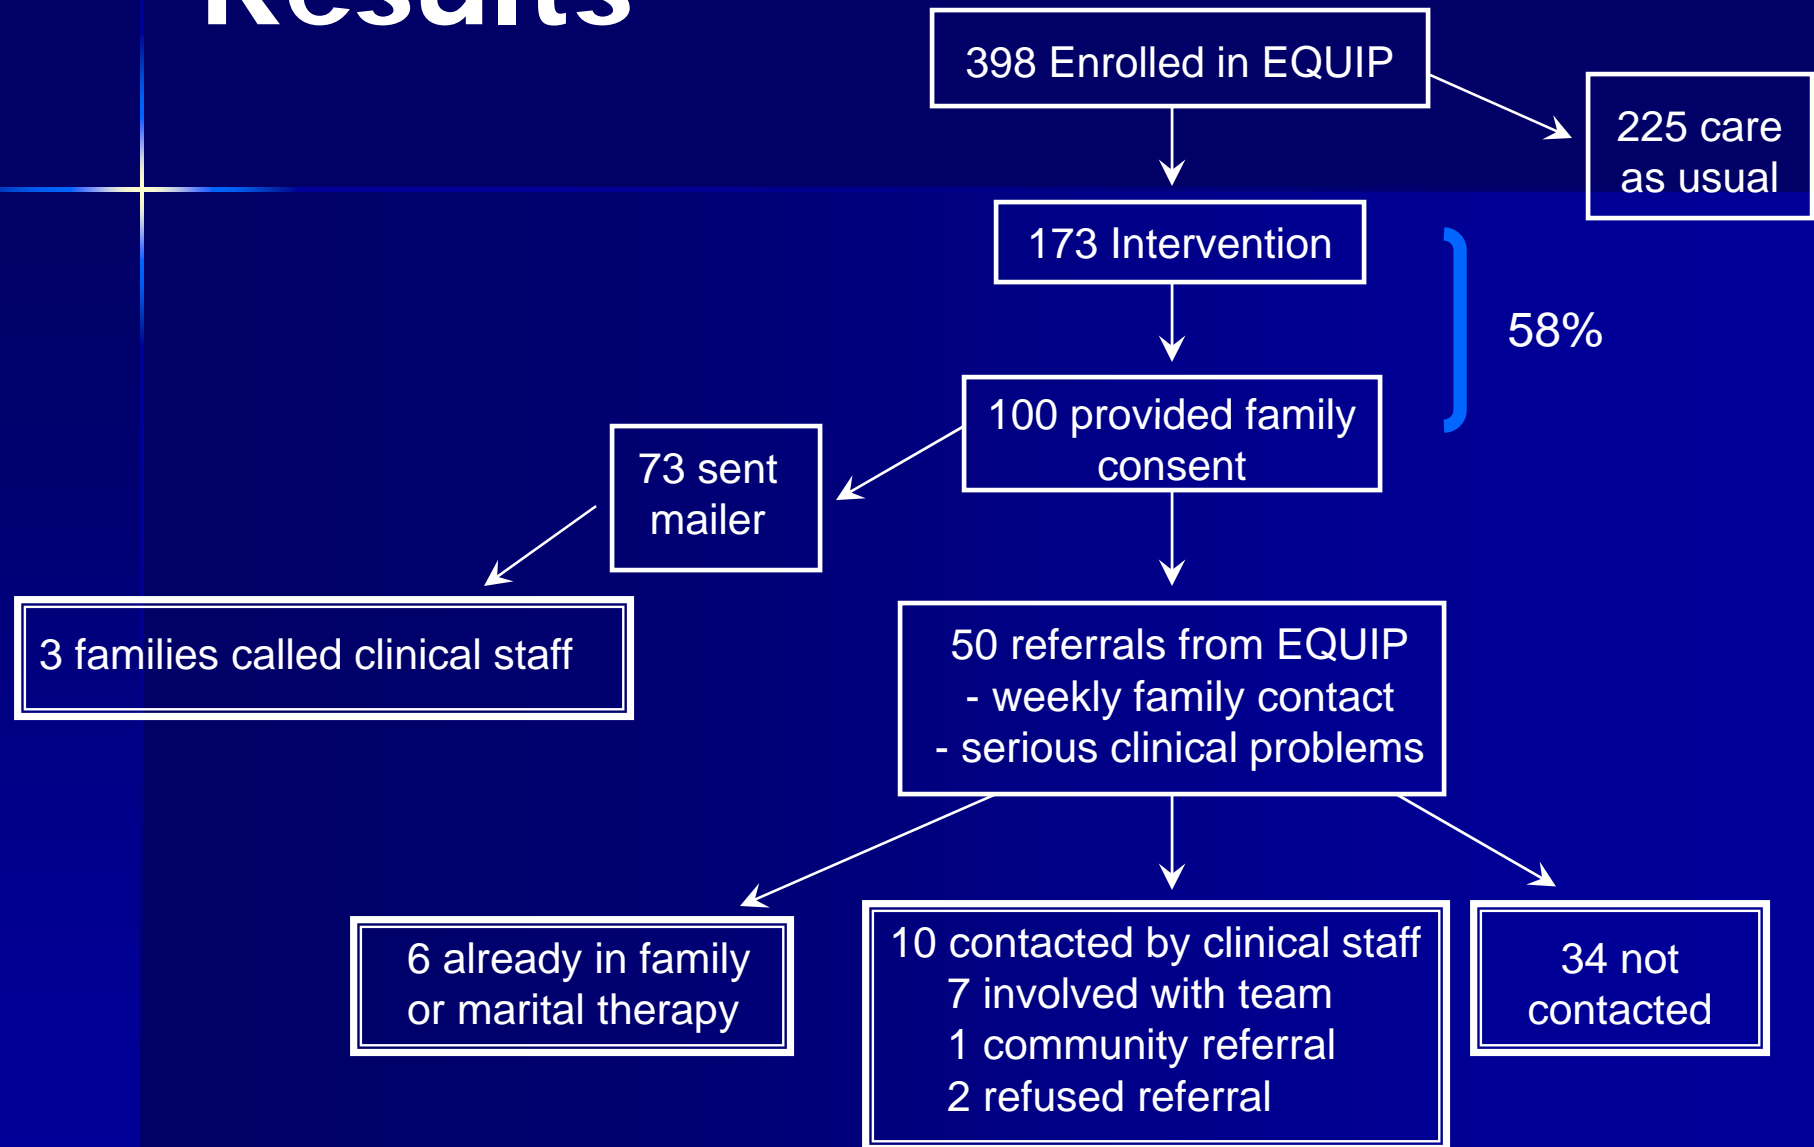 Results
398 Enrolled in EQUIP
225 care
as usual
173 Intervention
58%
100 provided family
consent
73 sent
mailer
3 families called clinical staff
50 referrals from EQUIP
- weekly family contact
- serious clinical problems
6 already in family
or marital therapy
10 contacted by clinical staff
7 involved with team
1 community referral
2 refused referral
34 not
contacted